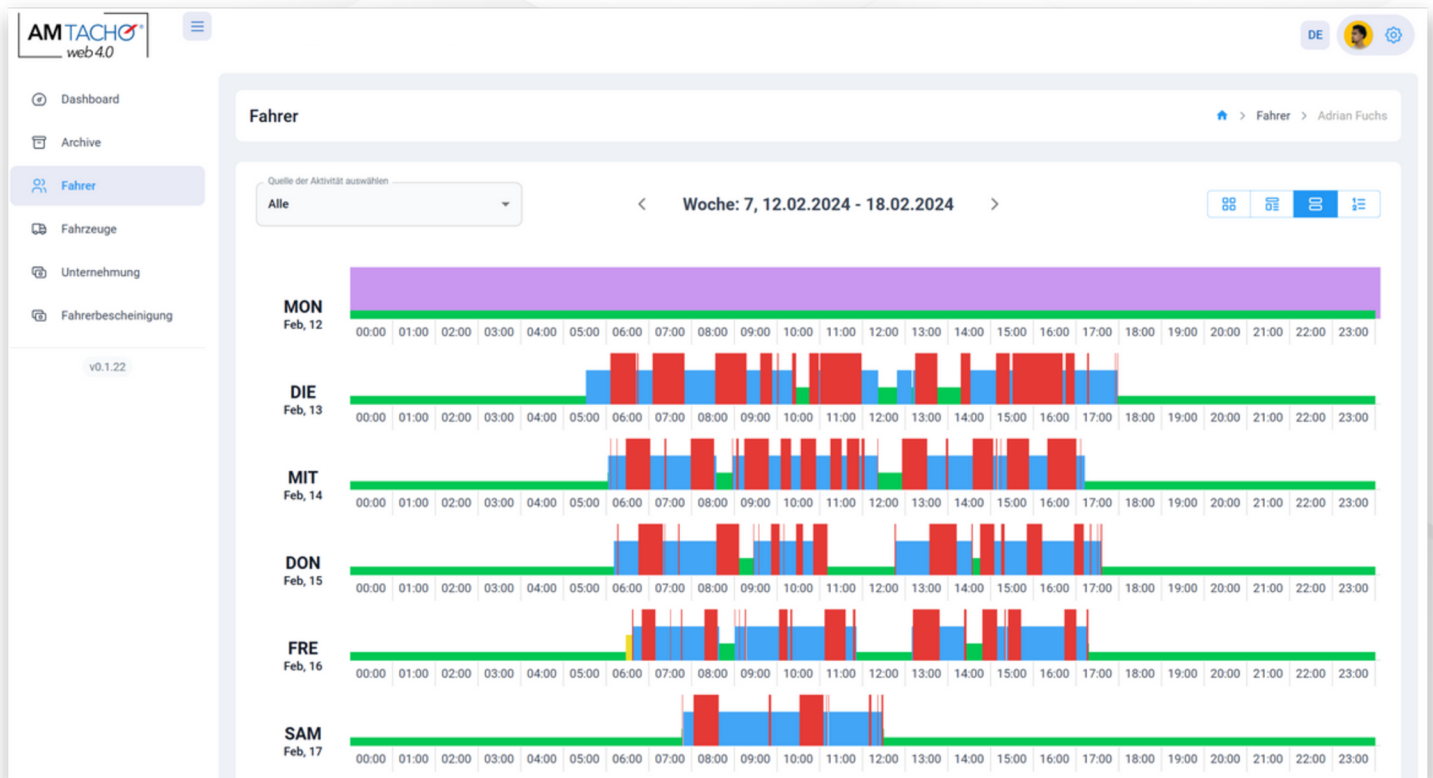 AMTACHO®
web 4.0
DE
Dashboard
Archive
Fahrer
Fahrzeuge
Unternehmung
Fahrerbescheinigung
v0.1.22
Fahrer
Fahrer > Adrian Fuchs
Quelle der Aktivität auswählen
Alle
< Woche: 7, 12.02.2024 - 18.02.2024 >
MON
Feb, 12
00:00 01:00 02:00 03:00 04:00 05:00 06:00 07:00 08:00 09:00 10:00 11:00 12:00 13:00 14:00 15:00 16:00 17:00 18:00 19:00 20:00 21:00 22:00 23:00
DIE
Feb, 13
00:00 01:00 02:00 03:00 04:00 05:00 06:00 07:00 08:00 09:00 10:00 11:00 12:00 13:00 14:00 15:00 16:00 17:00 18:00 19:00 20:00 21:00 22:00 23:00
MIT
Feb, 14
00:00 01:00 02:00 03:00 04:00 05:00 06:00 07:00 08:00 09:00 10:00 11:00 12:00 13:00 14:00 15:00 16:00 17:00 18:00 19:00 20:00 21:00 22:00 23:00
DON
Feb, 15
00:00 01:00 02:00 03:00 04:00 05:00 06:00 07:00 08:00 09:00 10:00 11:00 12:00 13:00 14:00 15:00 16:00 17:00 18:00 19:00 20:00 21:00 22:00 23:00
FRE
Feb, 16
00:00 01:00 02:00 03:00 04:00 05:00 06:00 07:00 08:00 09:00 10:00 11:00 12:00 13:00 14:00 15:00 16:00 17:00 18:00 19:00 20:00 21:00 22:00 23:00
SAM
Feb, 17
00:00 01:00 02:00 03:00 04:00 05:00 06:00 07:00 08:00 09:00 10:00 11:00 12:00 13:00 14:00 15:00 16:00 17:00 18:00 19:00 20:00 21:00 22:00 23:00